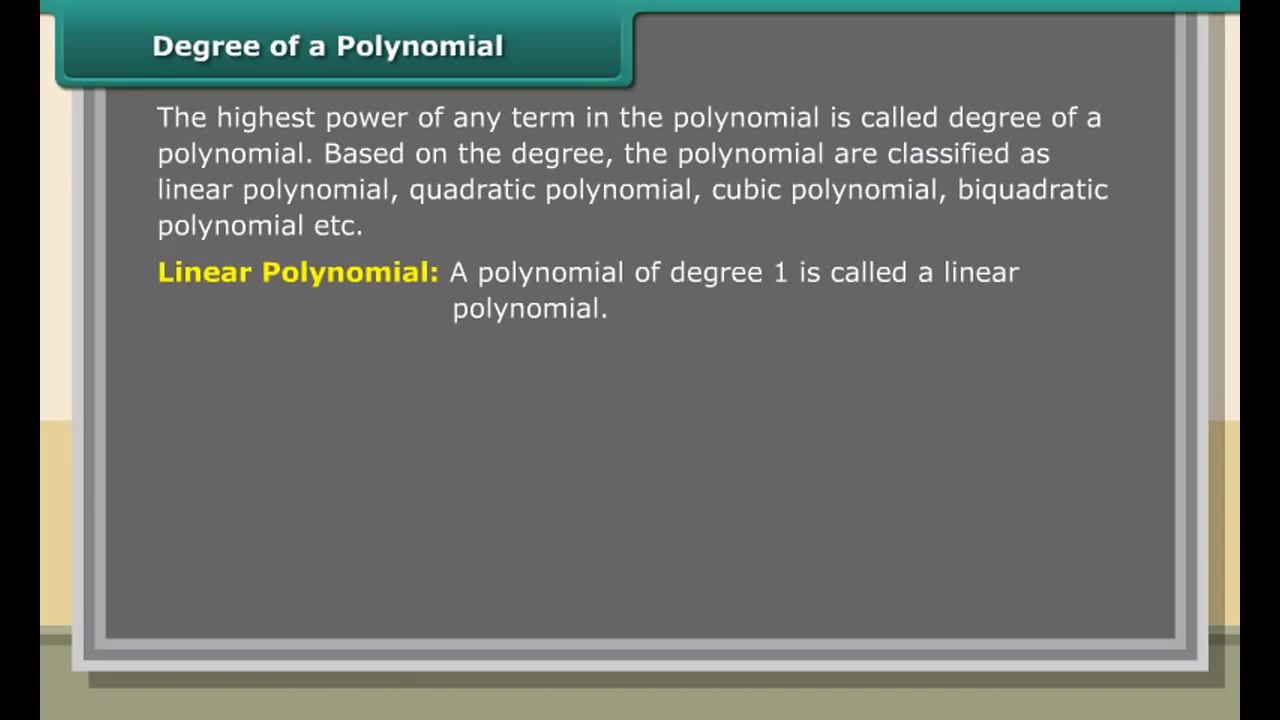 Degree of a Polynomial
The highest power of any term in the polynomial is called degree of a
polynomial. Based on the degree, the polynomial are classified as
linear polynomial, quadratic polynomial, cubic polynomial, biquadratic
polynomial etc.
Linear Polynomial: A polynomial of degree 1 is called a linear
polynomial.